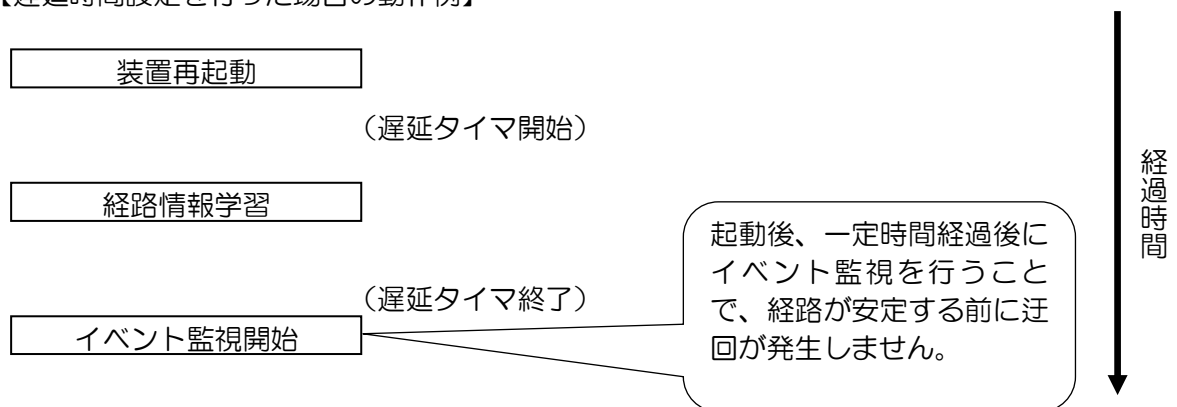 【遅延時間設定を行った場合の動作例】
装置再起動
（遅延タイマ開始）
経路情報学習
（遅延タイマ終了）
イベント監視開始
起動後、一定時間経過後に
イベント監視を行うこと
で、経路が安定する前に迂
回が発生しません。
経過時間